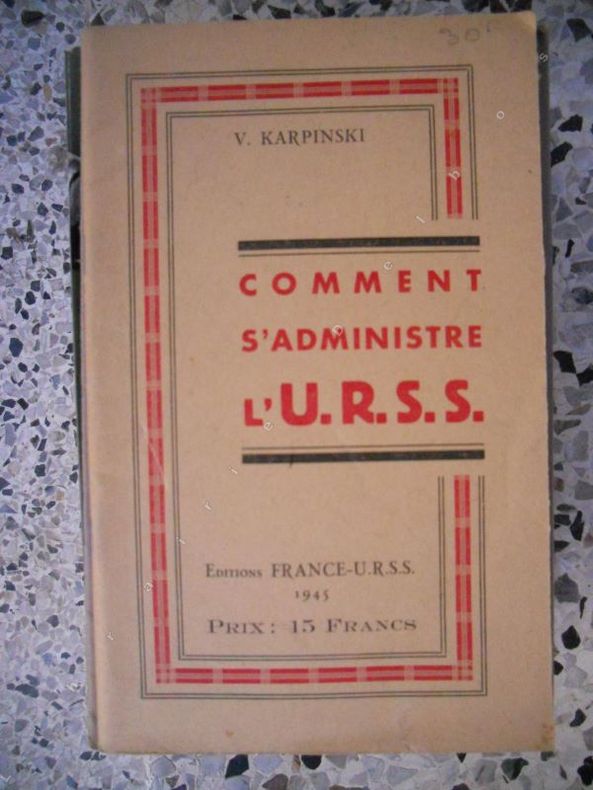 V. KARPINSKI
COMMENT
S'ADMINISTRE
L'U.R.S.S.
Editions FRANCE-U.R.S.S.
1945
PRIX : 15 FRANCS